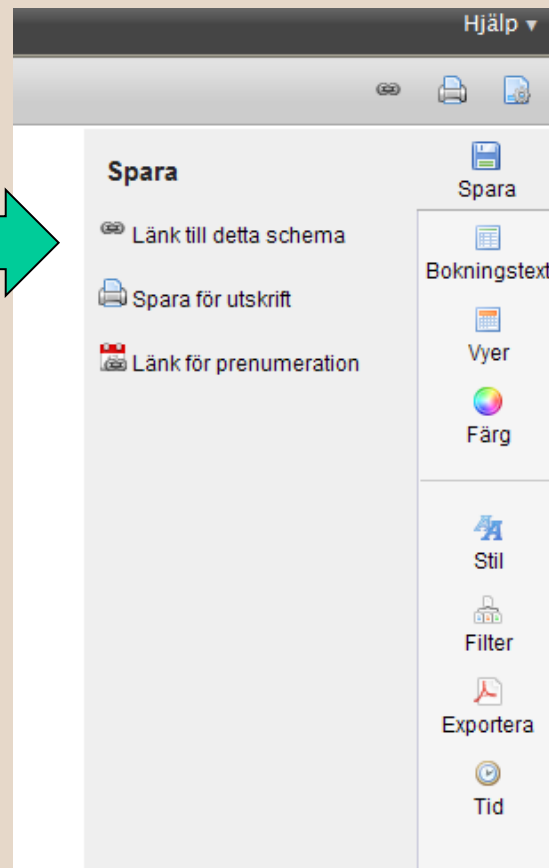 Hjälp ▾
Spara
Länk till detta schema
Spara för utskrift
Länk för prenumeration
Spara
Bokningstext
Vyer
Färg
Stil
Filter
Exportera
Tid